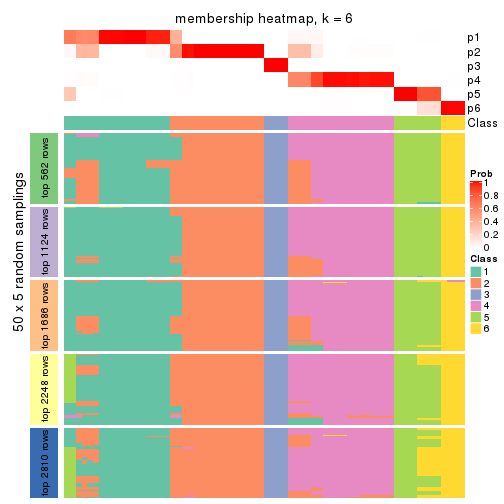 membership heatmap, k = 6
p1
p2
p3
p4
p5
p6
Class
50 x 5 random samplings
top 562 rows
top 1124 rows
top 1686 rows
top 2248 rows
top 2810 rows
Prob
1
0.8
0.6
0.4
0.2
0
Class
1
2
3
4
5
6